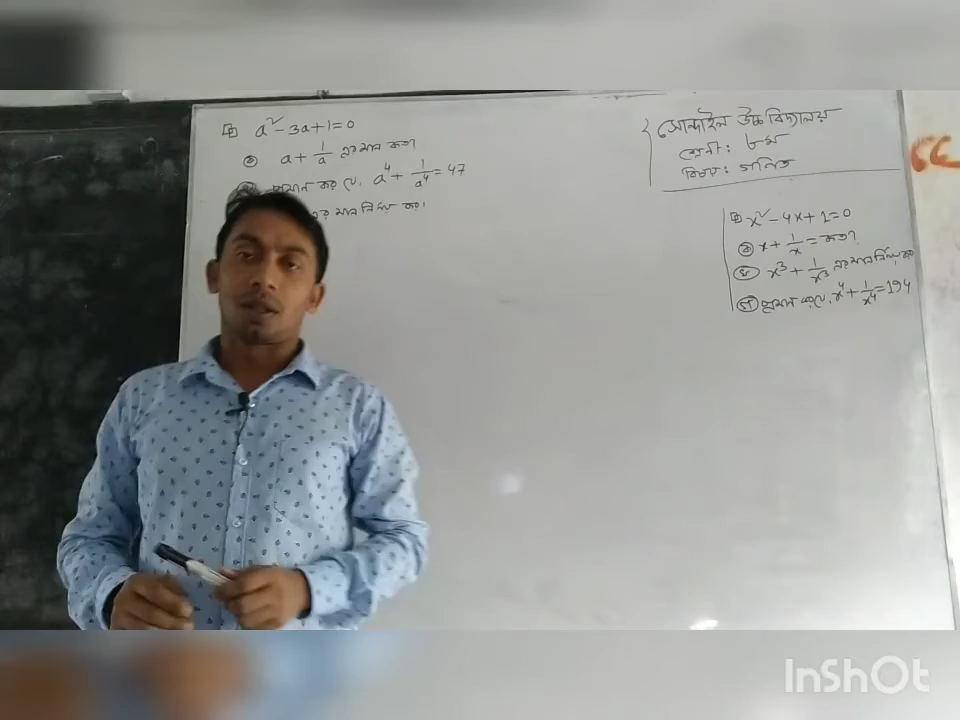 a² - 3a + 1 = 0
ক a + 1/a এর মান কত?
প্রমান কর যে, a⁴ + 1/a⁴ = 47
এর মান নির্ণয় কর।
উচ্চ বিদ্যালয়
শ্রেণী: ৮ম
বিষয়: গণিত
x² - 4x + 1 = 0
ক x + 1/x = কত?
খ x³ + 1/x³ এর মান নির্ণয় কর
গ প্রমান কর যে, x⁴ + 1/x⁴ = 194
InShOt